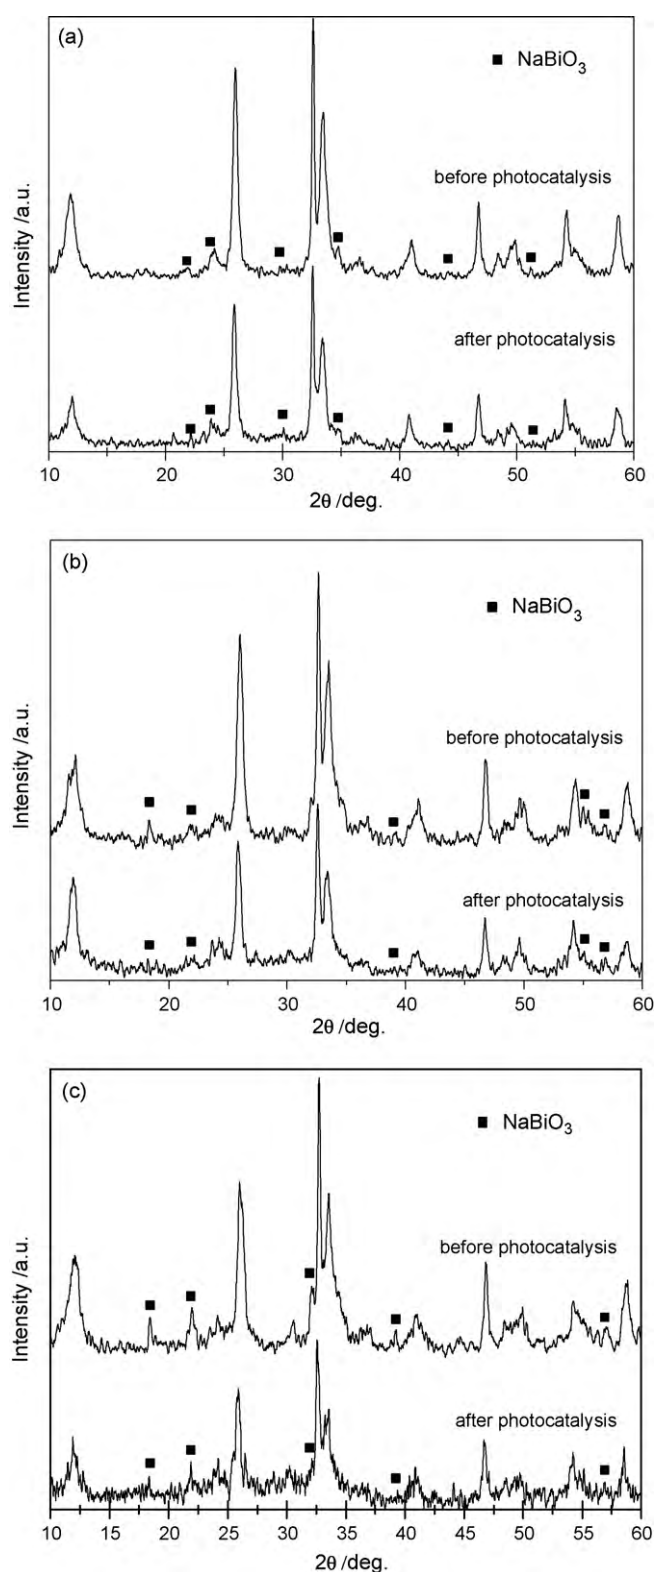 (a)
■ NaBiO₃
before photocatalysis
after photocatalysis
Intensity /a.u.
10 20 30 40 50 60
2θ /deg.
(b)
■ NaBiO₃
before photocatalysis
after photocatalysis
Intensity /a.u.
10 20 30 40 50 60
2θ /deg.
(c)
■ NaBiO₃
before photocatalysis
after photocatalysis
Intensity /a.u.
10 15 20 25 30 35 40 45 50 55 60
2θ /deg.